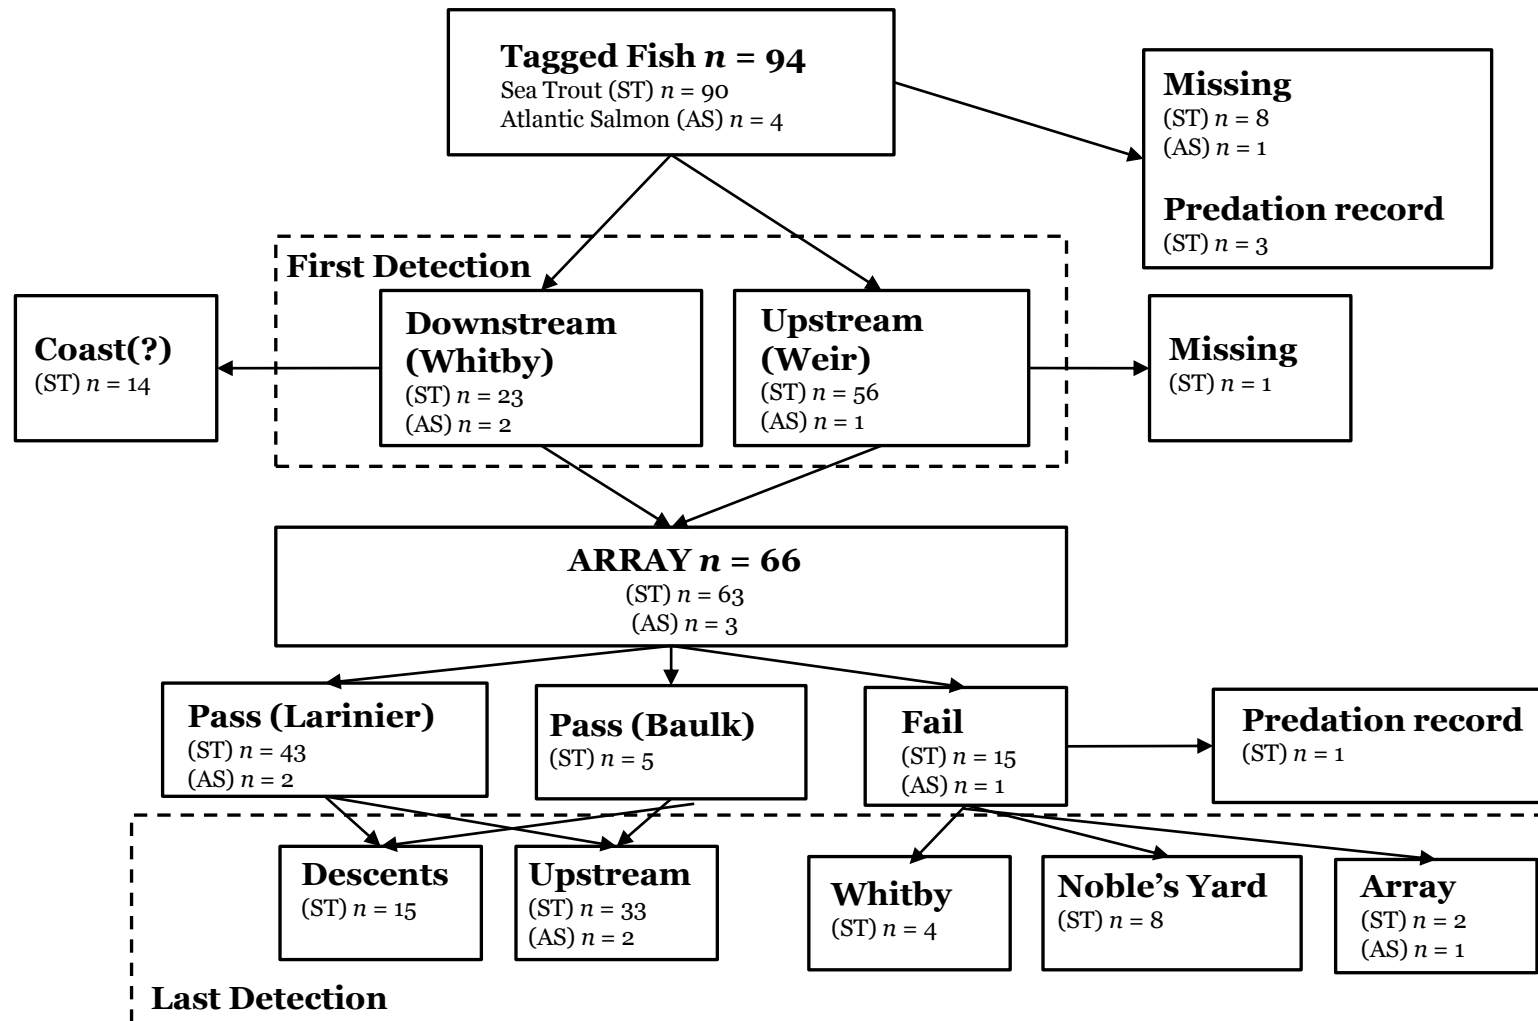 Tagged Fish n = 94
Sea Trout (ST) n = 90
Atlantic Salmon (AS) n = 4
Missing
(ST) n = 8
(AS) n = 1
Predation record
(ST) n = 3
First Detection
Coast(?)
(ST) n = 14
Downstream
(Whitby)
(ST) n = 23
(AS) n = 2
Upstream
(Weir)
(ST) n = 56
(AS) n = 1
Missing
(ST) n = 1
ARRAY n = 66
(ST) n = 63
(AS) n = 3
Pass (Larinier)
(ST) n = 43
(AS) n = 2
Pass (Baulk)
(ST) n = 5
Fail
(ST) n = 15
(AS) n = 1
Predation record
(ST) n = 1
Descents
(ST) n = 15
Upstream
(ST) n = 33
(AS) n = 2
Whitby
(ST) n = 4
Noble's Yard
(ST) n = 8
Array
(ST) n = 2
(AS) n = 1
Last Detection